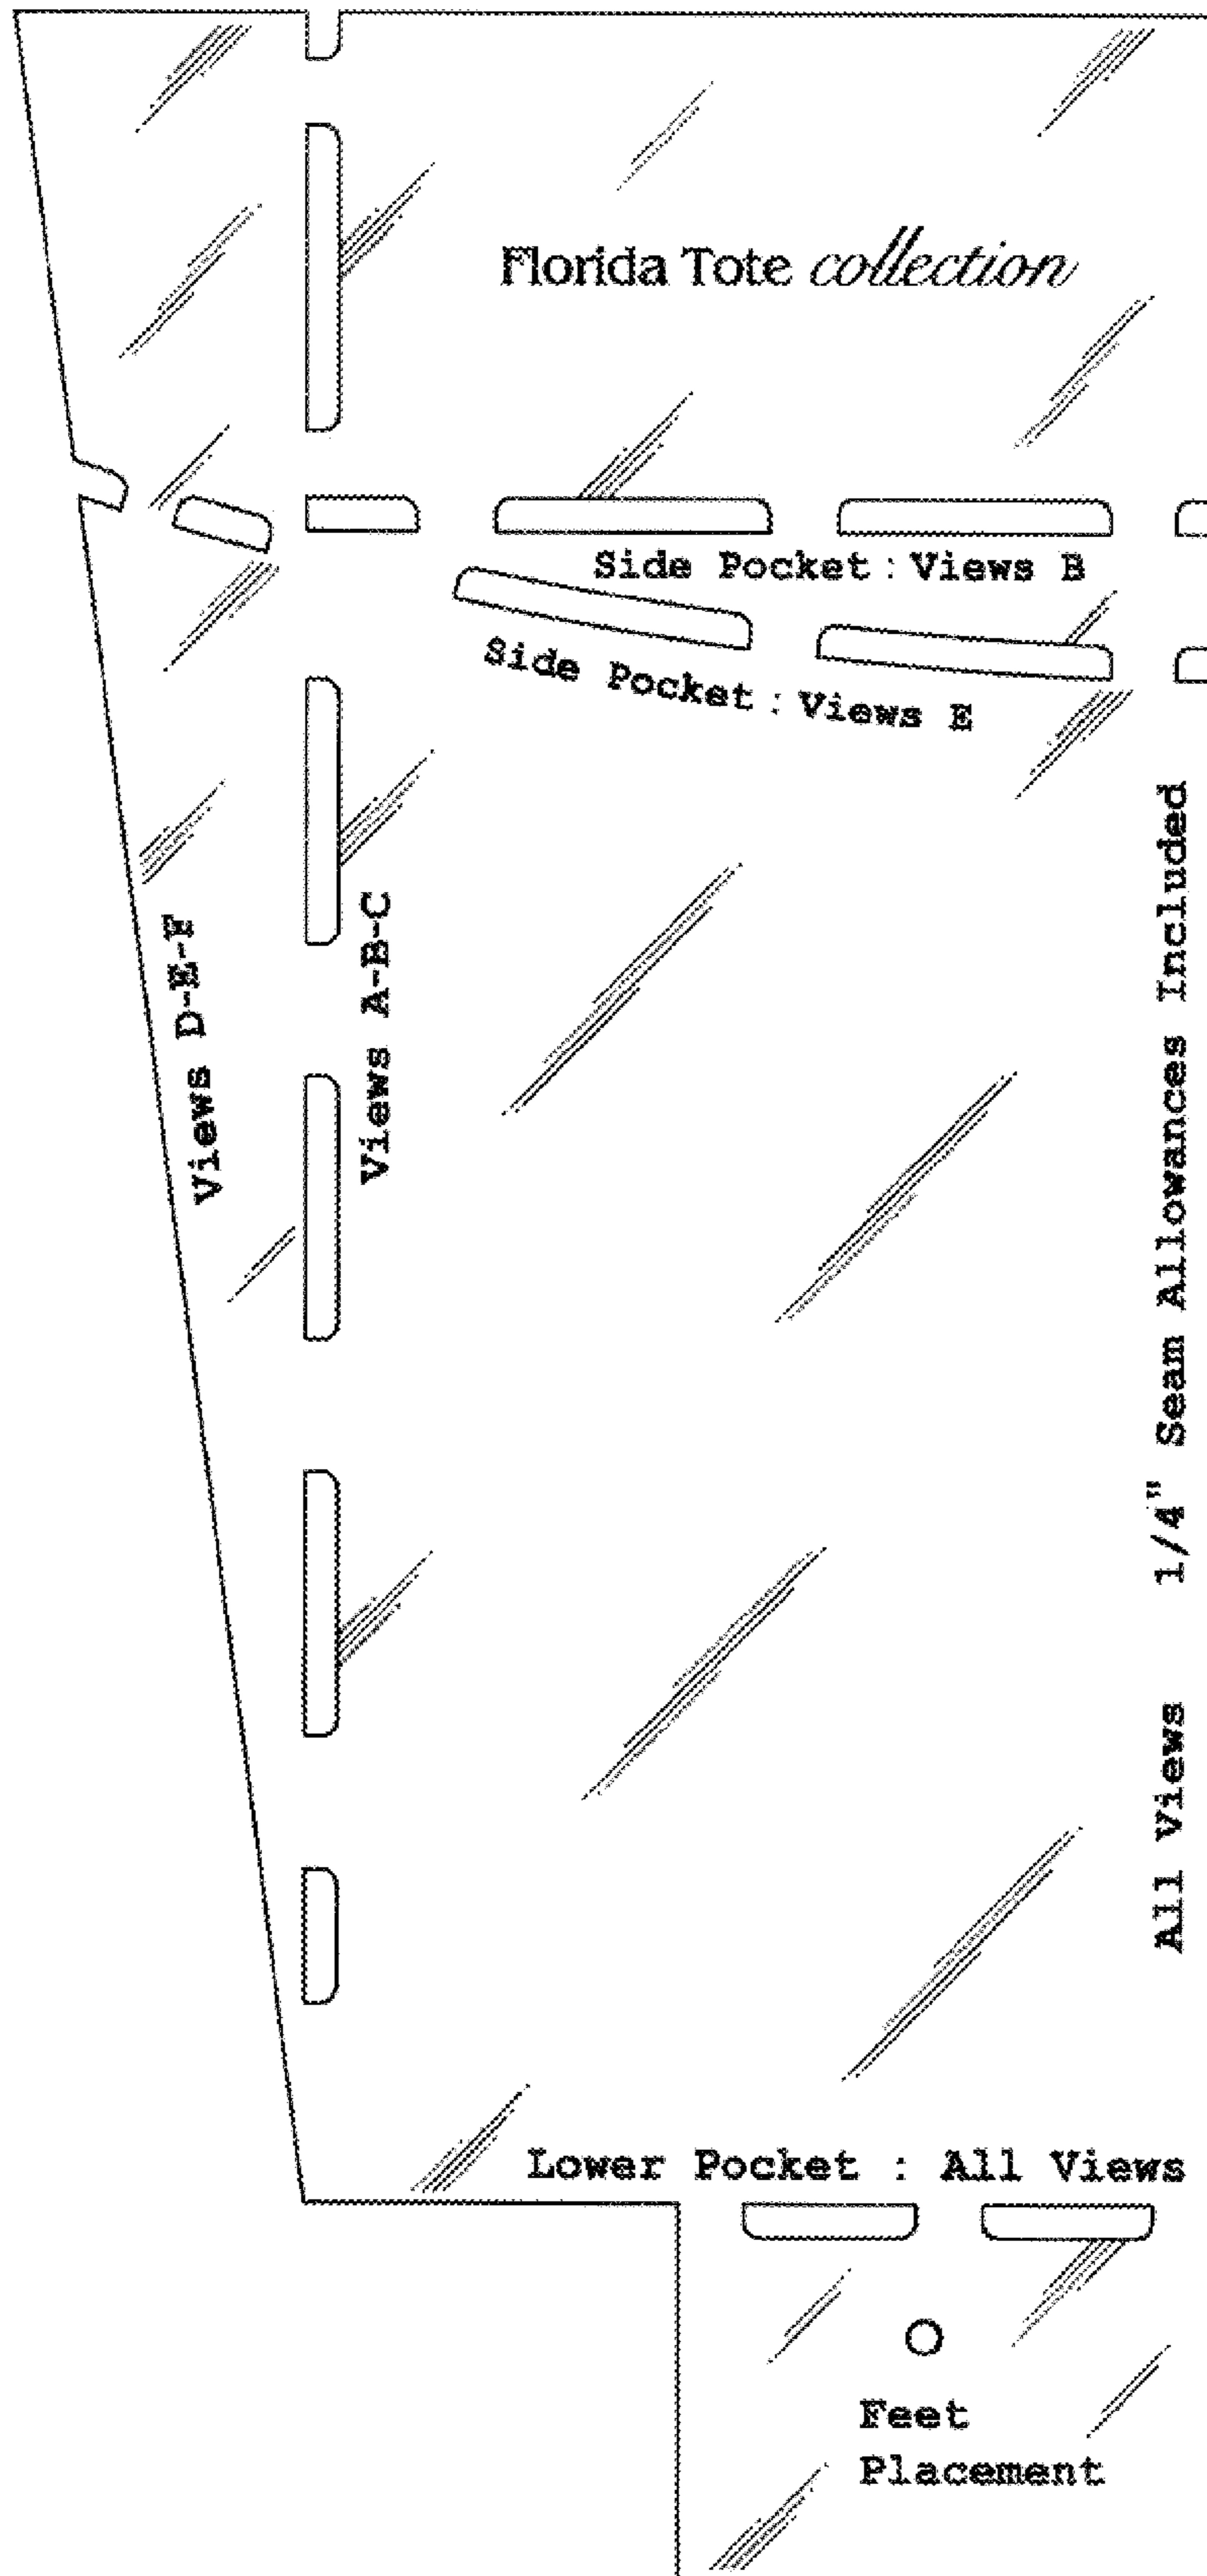 Florida Tote collection
Side Pocket : Views B
Side Pocket : Views E
Views D-E-F
Views A-B-C
All Views 1/4" Seam Allowances Included
Lower Pocket : All Views
Feet
Placement